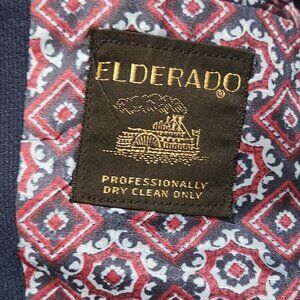 ELDERADO
®
PROFESSIONALLY
DRY CLEAN ONLY